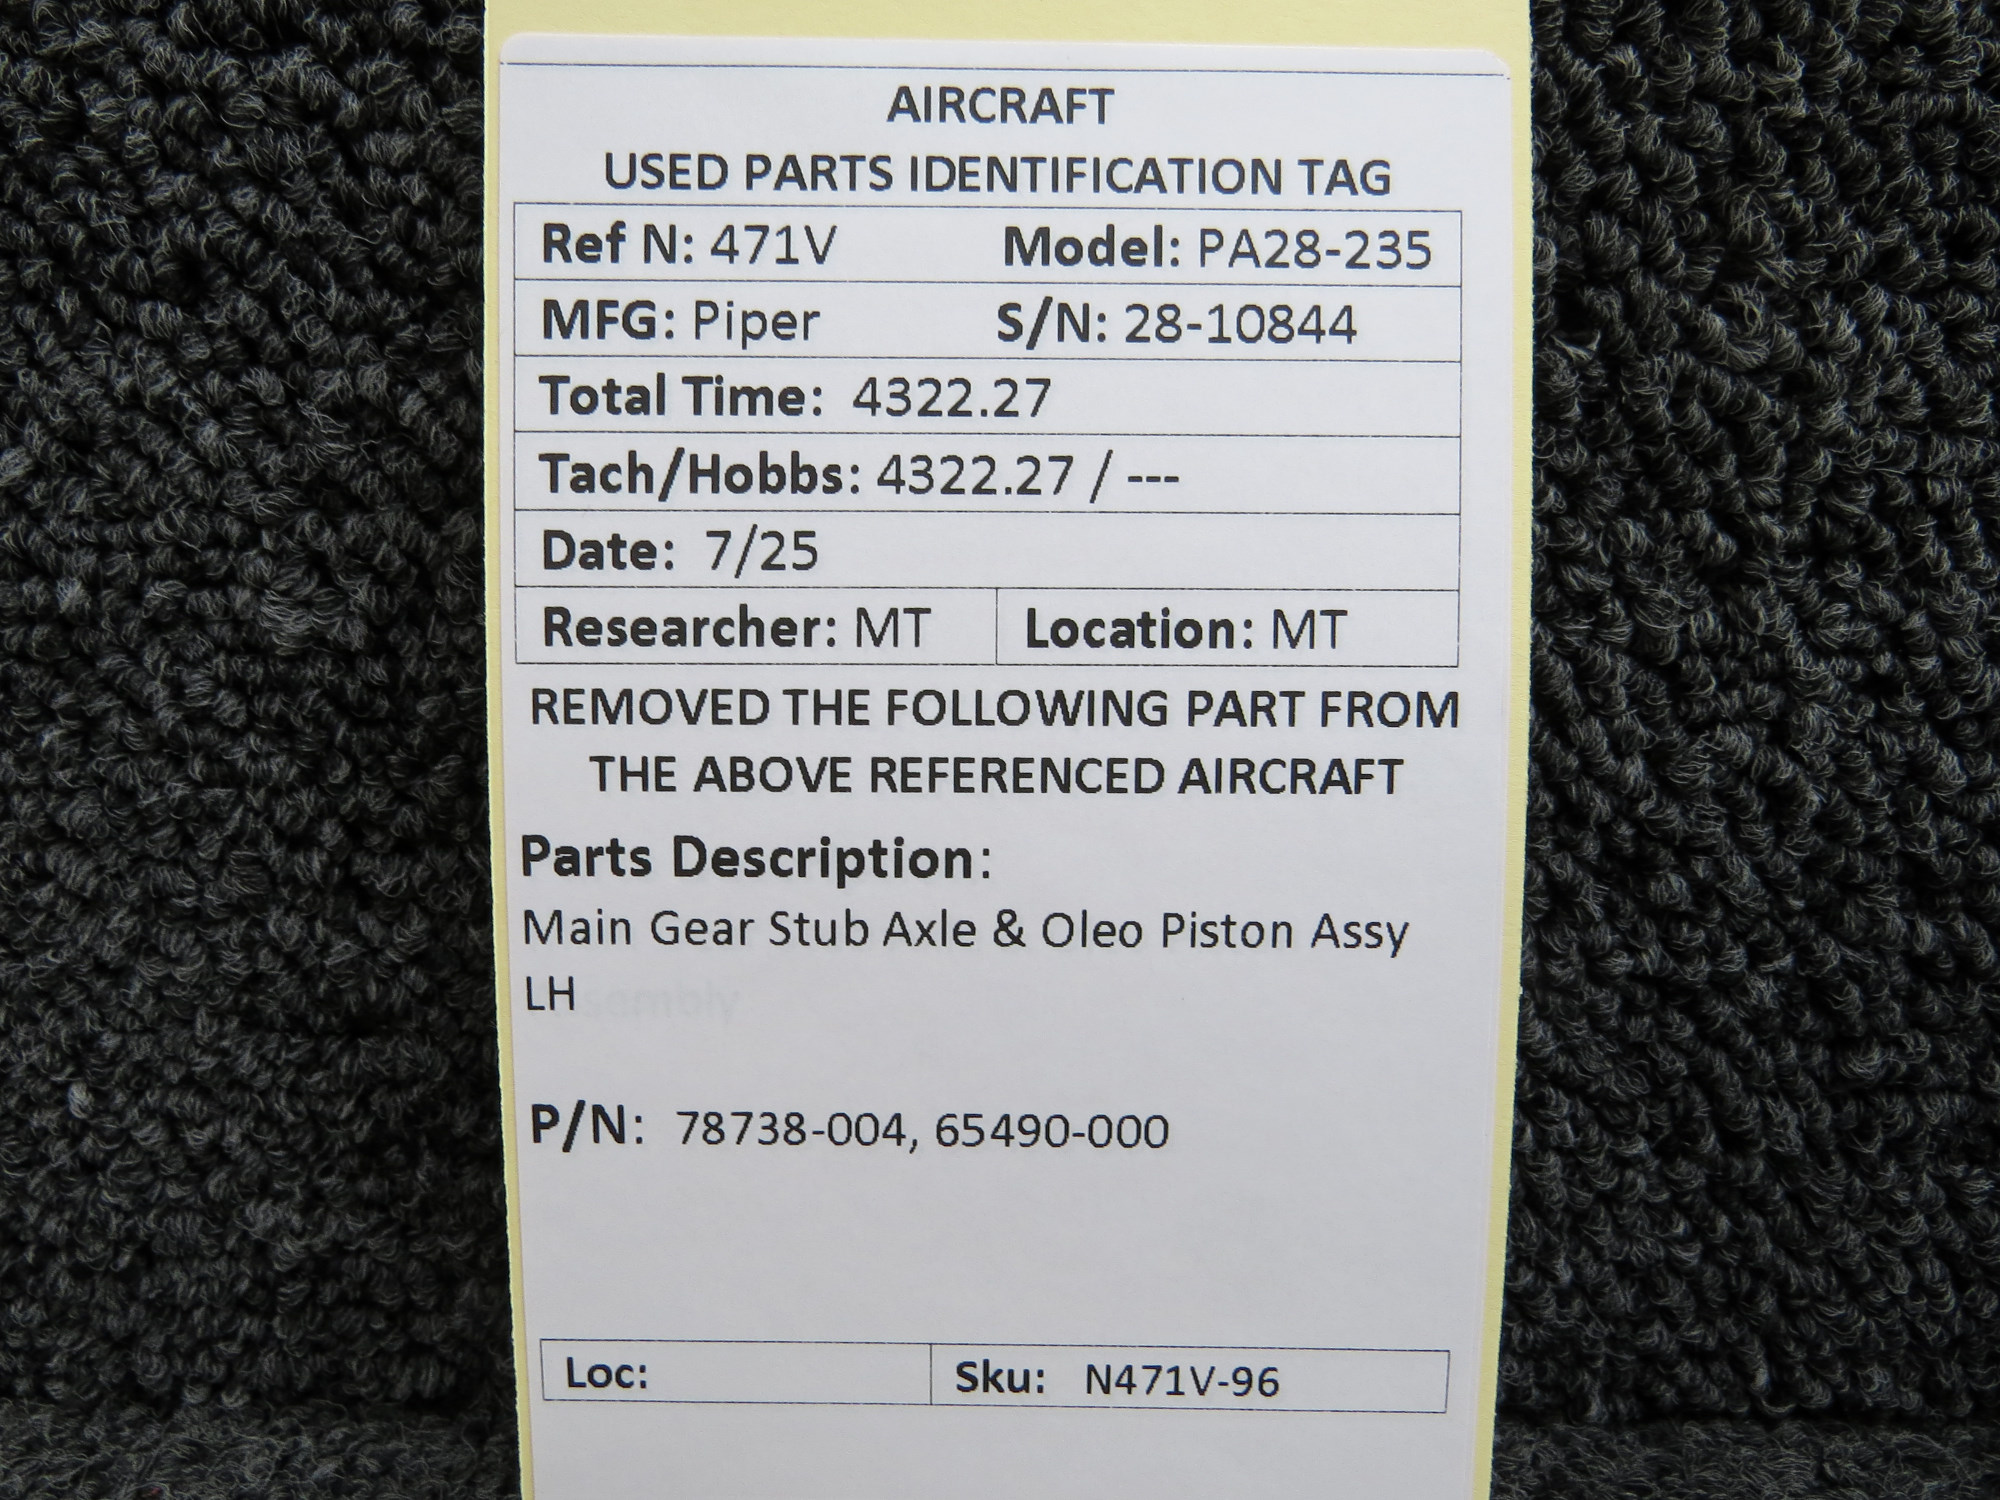 AIRCRAFT
USED PARTS IDENTIFICATION TAG
Ref N: 471V Model: PA28-235
MFG: Piper S/N: 28-10844
Total Time: 4322.27
Tach/Hobbs: 4322.27 / ---
Date: 7/25
Researcher: MT Location: MT
REMOVED THE FOLLOWING PART FROM
THE ABOVE REFERENCED AIRCRAFT
Parts Description:
Main Gear Stub Axle & Oleo Piston Assy
LH
P/N: 78738-004, 65490-000
Loc: Sku: N471V-96